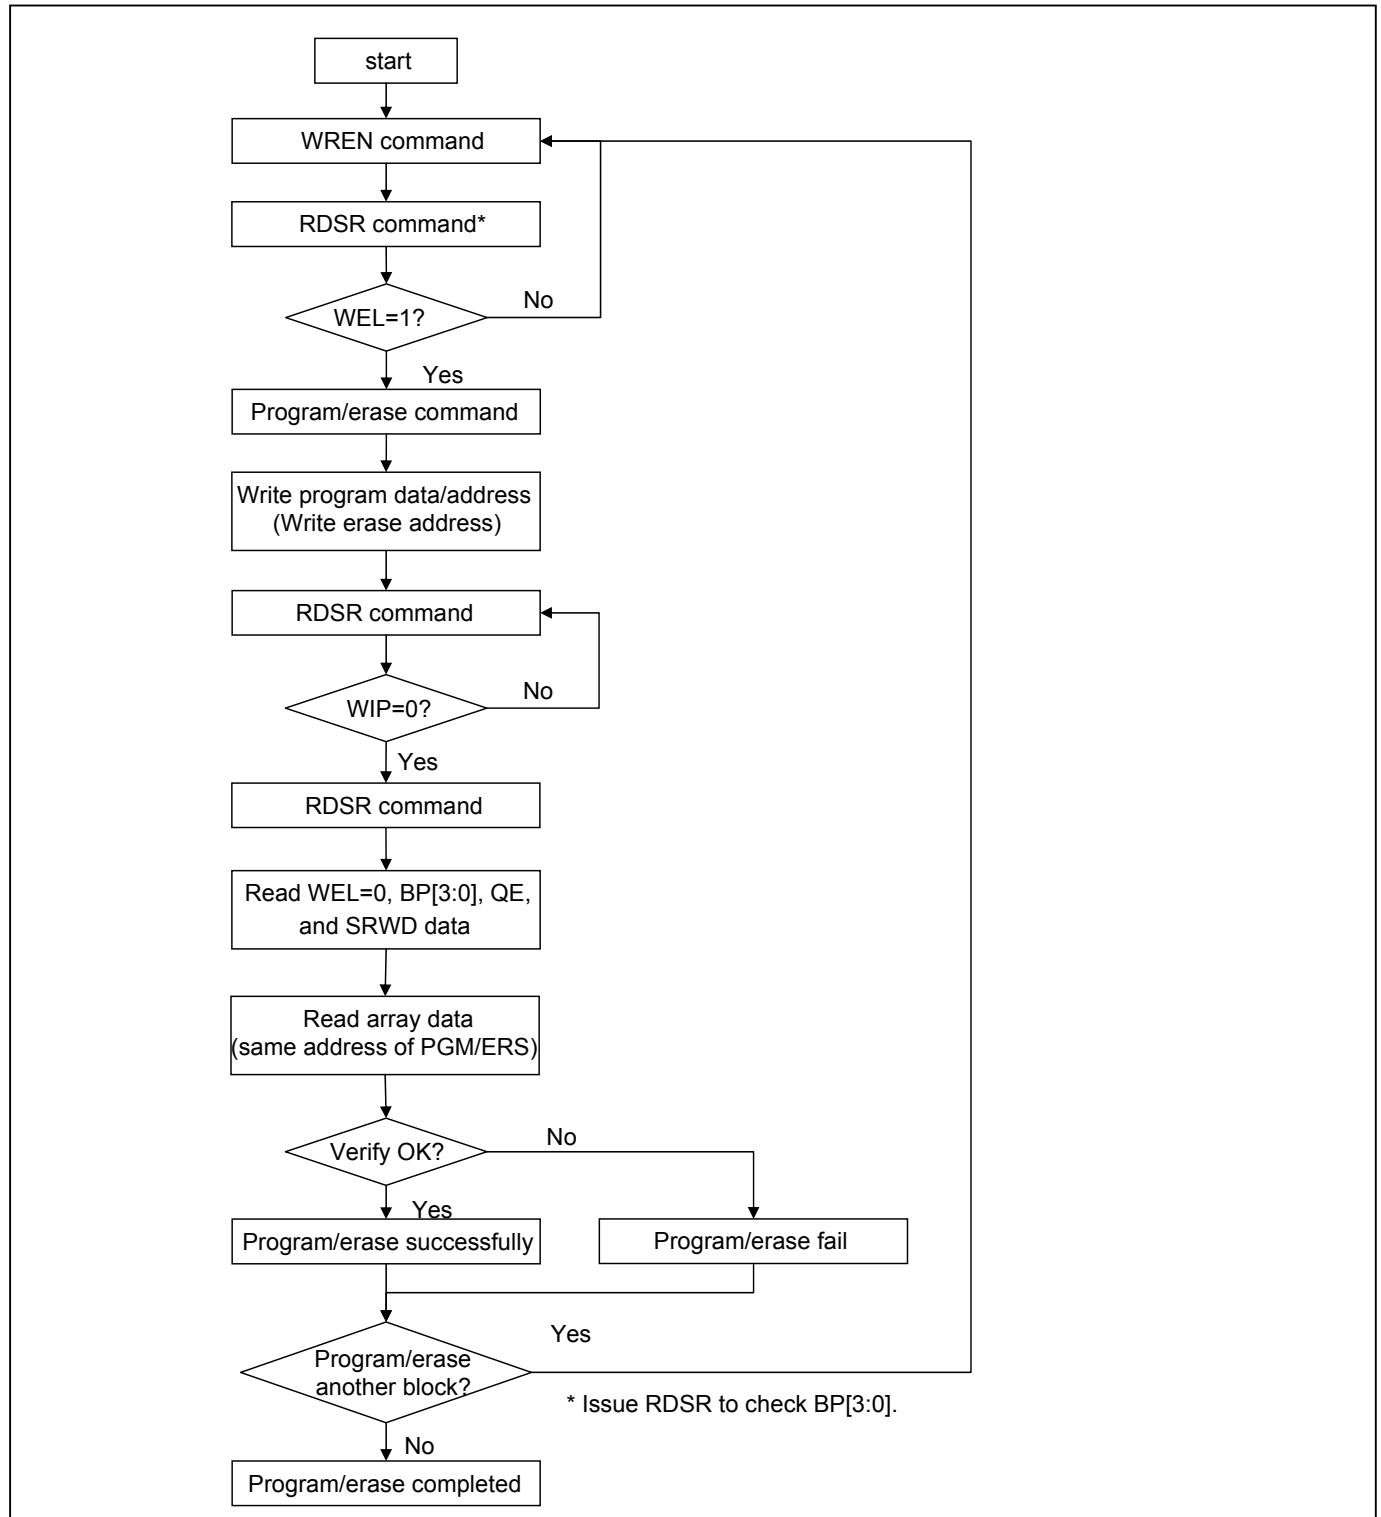 start
WREN command
RDSR command*
WEL=1?
No
Yes
Program/erase command
Write program data/address
(Write erase address)
RDSR command
WIP=0?
No
Yes
RDSR command
Read WEL=0, BP[3:0], QE,
and SRWD data
Read array data
(same address of PGM/ERS)
Verify OK?
No
Yes
Program/erase successfully
Program/erase fail
Yes
Program/erase
another block?
* Issue RDSR to check BP[3:0].
No
Program/erase completed